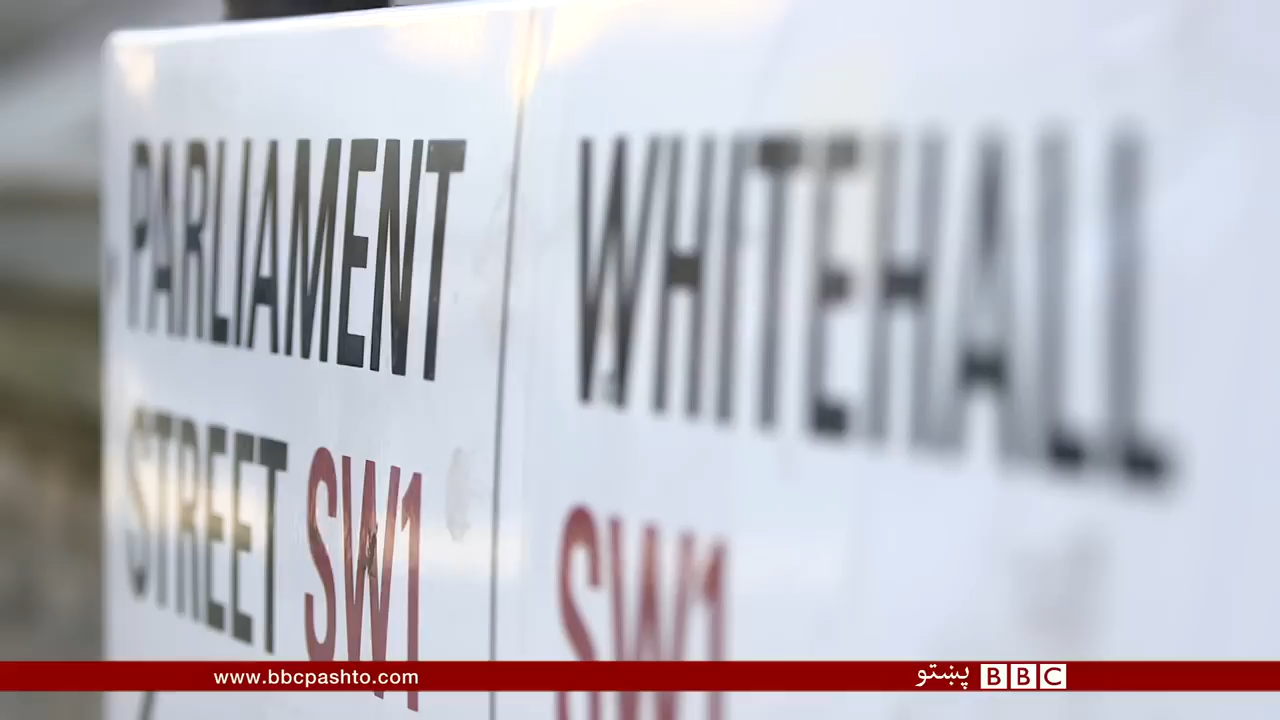 PARLIAMENT
STREET SW1
WHITEHALL
SW1
www.bbcpashto.com
BBC پښتو